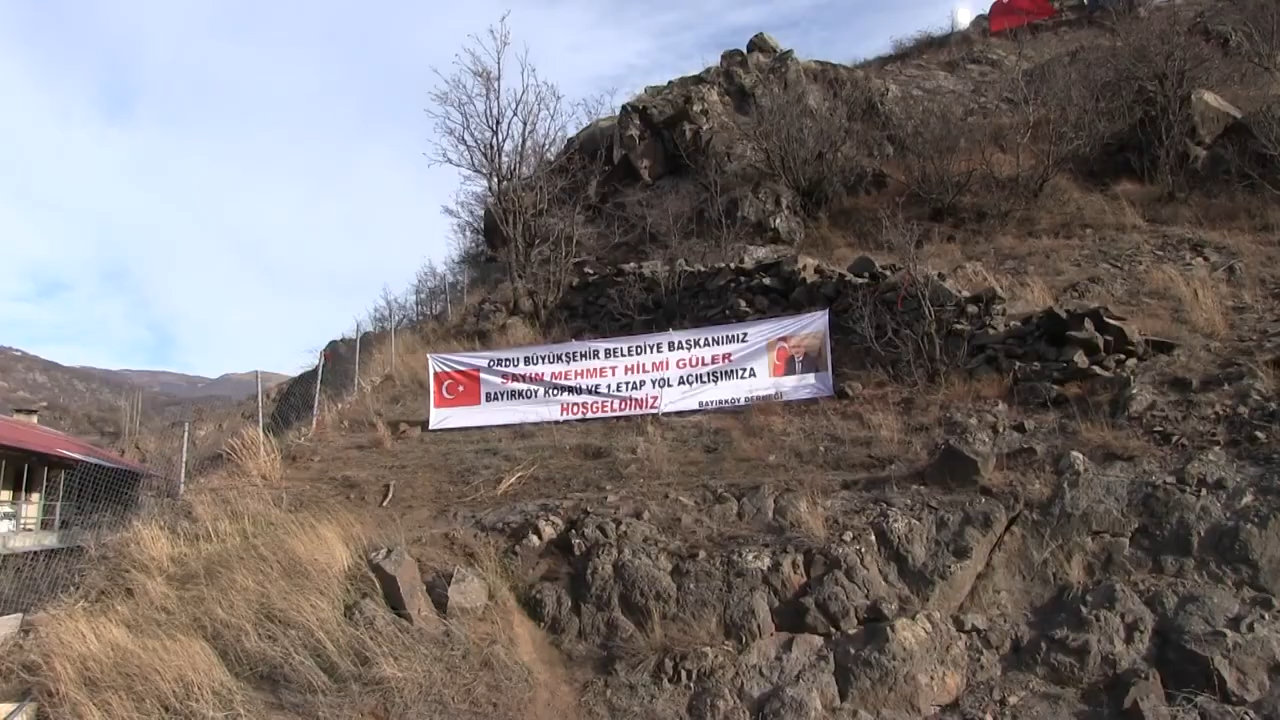 ORDU BÜYÜKŞEHİR BELEDİYE BAŞKANIMIZ
SAYIN MEHMET HİLMİ GÜLER
BAYIRKÖY KÖPRÜ VE 1.ETAP YOL AÇILIŞIMIZA
HOŞGELDİNİZ
BAYIRKÖY DERNEĞİ